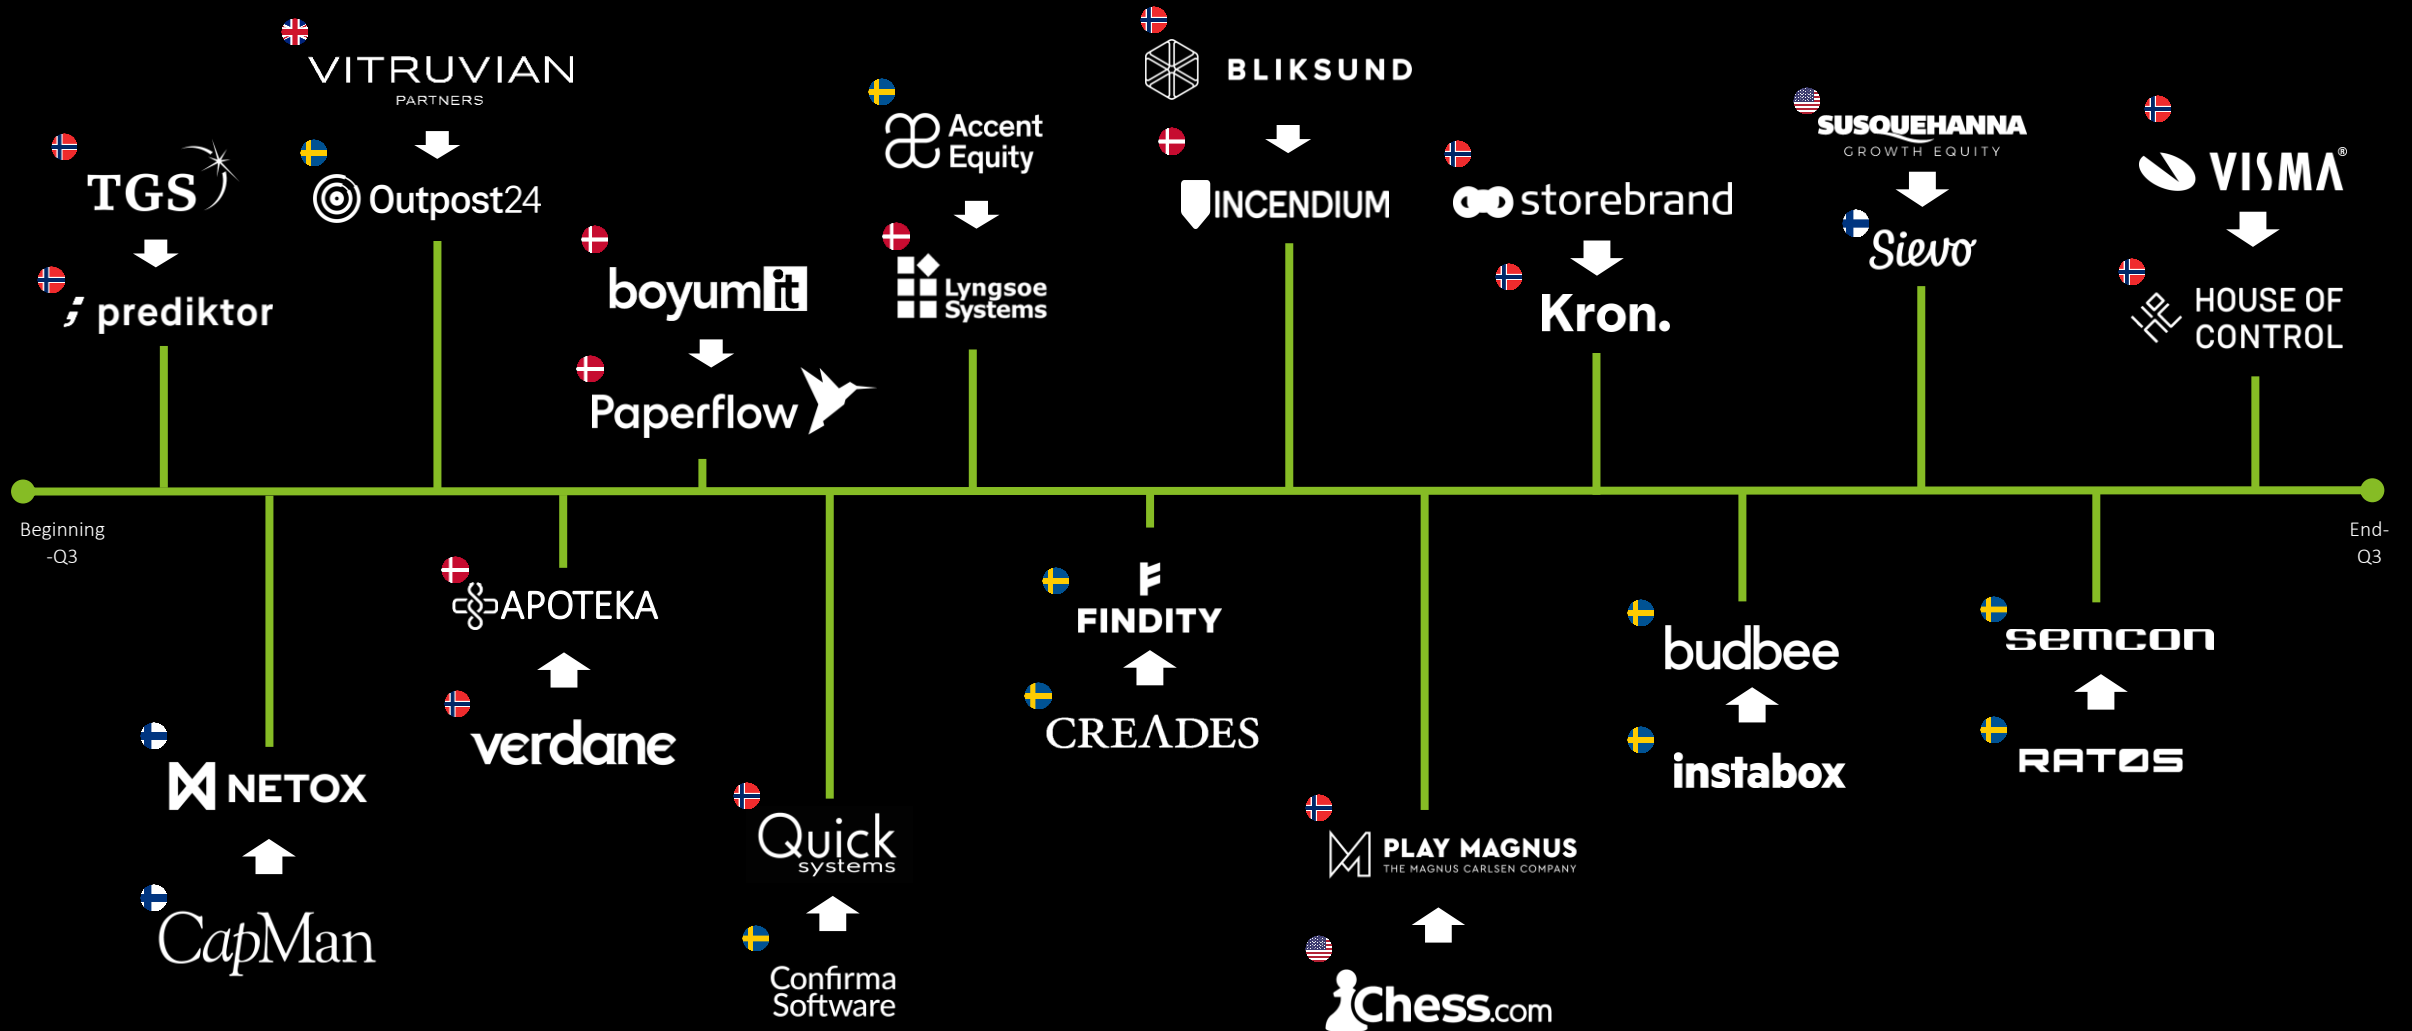 VITRUVIAN
PARTNERS
Outpost24
TGS
prediktor
boyumit
Paperflow
Accent
Equity
Lyngsoe
Systems
BLIKSUND
INCENDIUM
storebrand
Kron.
SUSQUEHANNA
GROWTH EQUITY
Sievo
VISMA®
HOUSE OF
CONTROL
Beginning
-Q3
End-
Q3
NETOX
CapMan
APOTEKA
verdane
Quick
systems
Confirma
Software
FINDITY
CREADES
PLAY MAGNUS
THE MAGNUS CARLSEN COMPANY
Chess.com
budbee
instabox
semcon
RATOS